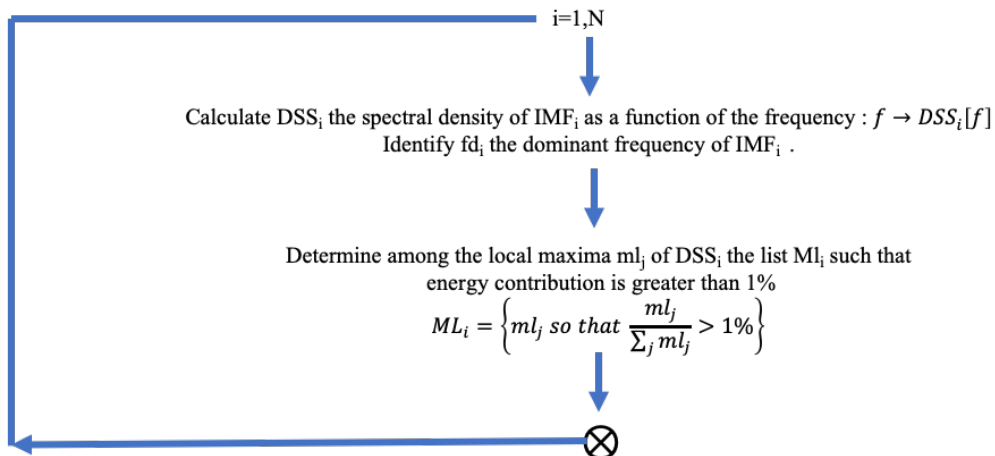 i=1,N
Calculate DSSᵢ the spectral density of IMFᵢ as a function of the frequency : f → DSSᵢ[f]
Identify fdᵢ the dominant frequency of IMFᵢ .
Determine among the local maxima mlⱼ of DSSᵢ the list Mlᵢ such that
energy contribution is greater than 1%
MLᵢ = {mlⱼ so that mlⱼ / ∑ⱼ mlⱼ > 1%}